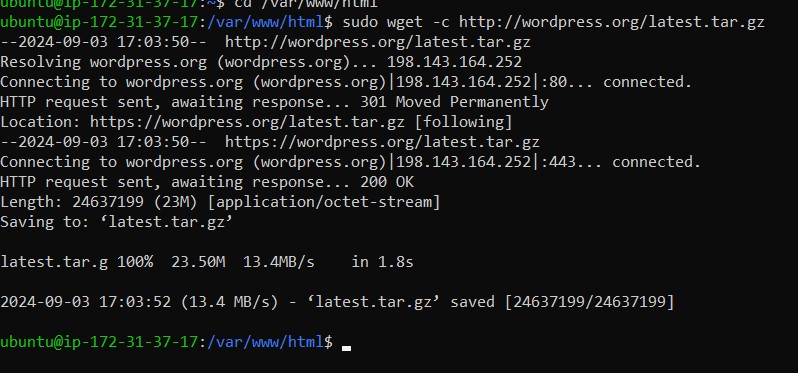 ubuntu@ip-172-31-37-17:~$ cd /var/www/html
ubuntu@ip-172-31-37-17:/var/www/html$ sudo wget -c http://wordpress.org/latest.tar.gz
--2024-09-03 17:03:50--  http://wordpress.org/latest.tar.gz
Resolving wordpress.org (wordpress.org)... 198.143.164.252
Connecting to wordpress.org (wordpress.org)|198.143.164.252|:80... connected.
HTTP request sent, awaiting response... 301 Moved Permanently
Location: https://wordpress.org/latest.tar.gz [following]
--2024-09-03 17:03:50--  https://wordpress.org/latest.tar.gz
Connecting to wordpress.org (wordpress.org)|198.143.164.252|:443... connected.
HTTP request sent, awaiting response... 200 OK
Length: 24637199 (23M) [application/octet-stream]
Saving to: ‘latest.tar.gz’
latest.tar.g 100%  23.50M  13.4MB/s    in 1.8s
2024-09-03 17:03:52 (13.4 MB/s) - ‘latest.tar.gz’ saved [24637199/24637199]
ubuntu@ip-172-31-37-17:/var/www/html$